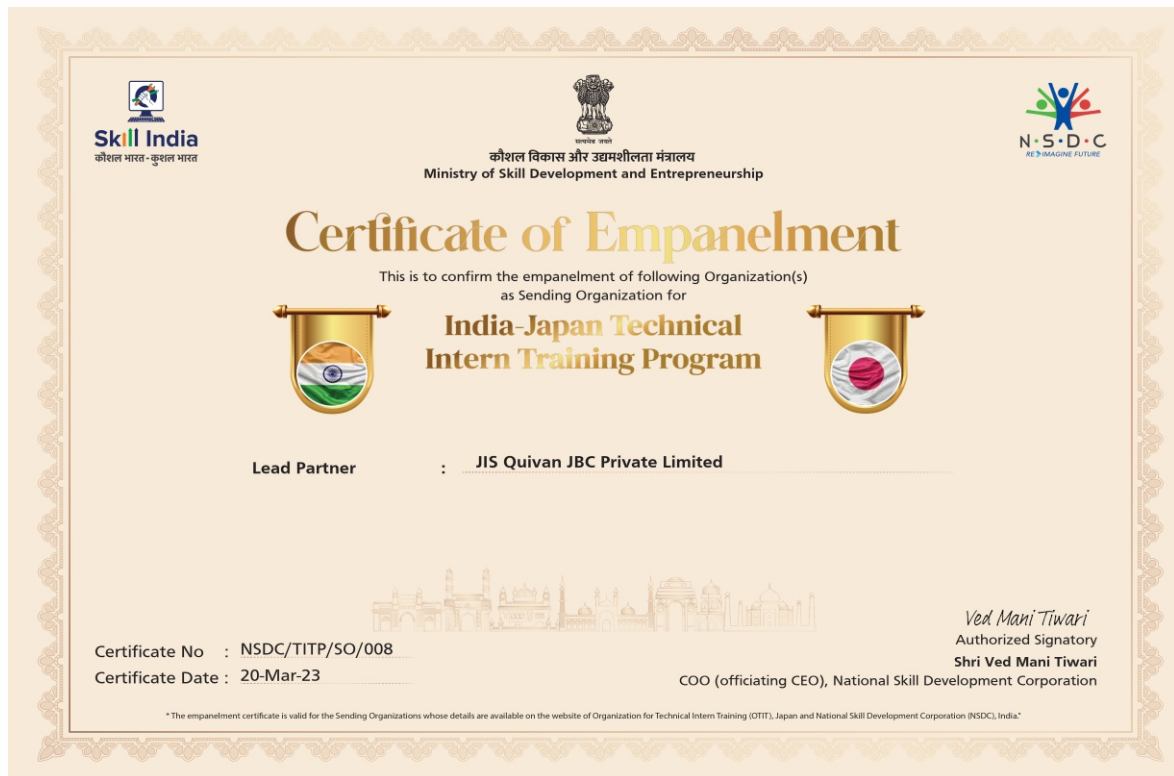 Skill India
कौशल भारत-कुशल भारत
सत्यमेव जयते
कौशल विकास और उद्यमशीलता मंत्रालय
Ministry of Skill Development and Entrepreneurship
N·S·D·C
RE IMAGINE FUTURE
Certificate of Empanelment
This is to confirm the empanelment of following Organization(s)
as Sending Organization for
India-Japan Technical
Intern Training Program
Lead Partner : JIS Quivan JBC Private Limited
Ved Mani Tiwari
Authorized Signatory
Shri Ved Mani Tiwari
COO (officiating CEO), National Skill Development Corporation
Certificate No : NSDC/TITP/SO/008
Certificate Date : 20-Mar-23
* The empanelment certificate is valid for the Sending Organizations whose details are available on the website of Organization for Technical Intern Training (OTIT), Japan and National Skill Development Corporation (NSDC), India.*